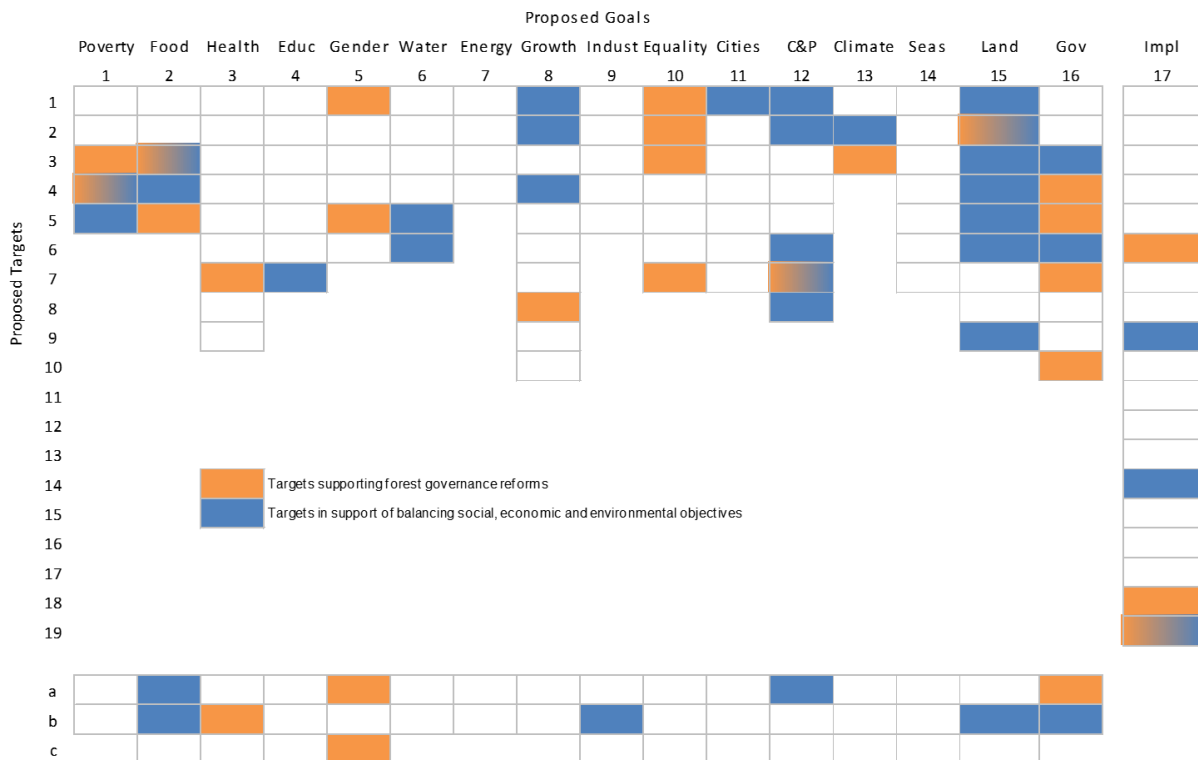 Proposed Goals
Poverty Food Health Educ Gender Water Energy Growth Indust Equality Cities C&P Climate Seas Land Gov Impl
1 2 3 4 5 6 7 8 9 10 11 12 13 14 15 16 17
Proposed Targets
1
2
3
4
5
6
7
8
9
10
11
12
13
14
15
16
17
18
19
Targets supporting forest governance reforms
Targets in support of balancing social, economic and environmental objectives
a
b
c